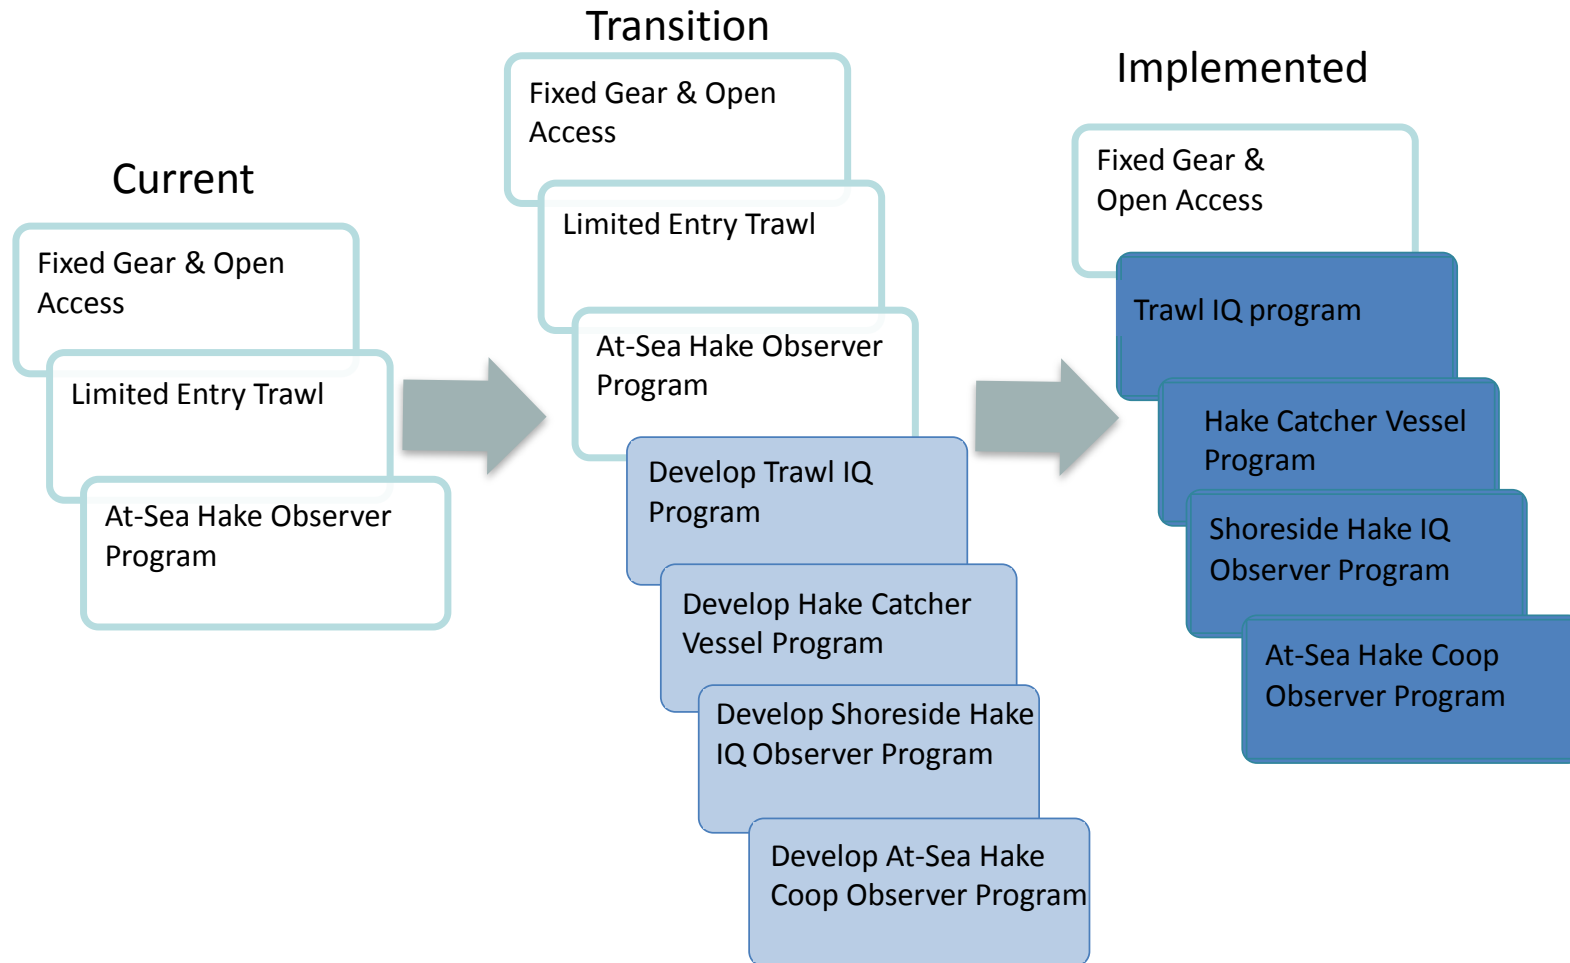 Current
Fixed Gear & Open
Access
Limited Entry Trawl
At-Sea Hake Observer
Program
Transition
Fixed Gear & Open
Access
Limited Entry Trawl
At-Sea Hake Observer
Program
Develop Trawl IQ
Program
Develop Hake Catcher
Vessel Program
Develop Shoreside Hake
IQ Observer Program
Develop At-Sea Hake
Coop Observer Program
Implemented
Fixed Gear &
Open Access
Trawl IQ program
Hake Catcher Vessel
Program
Shoreside Hake IQ
Observer Program
At-Sea Hake Coop
Observer Program